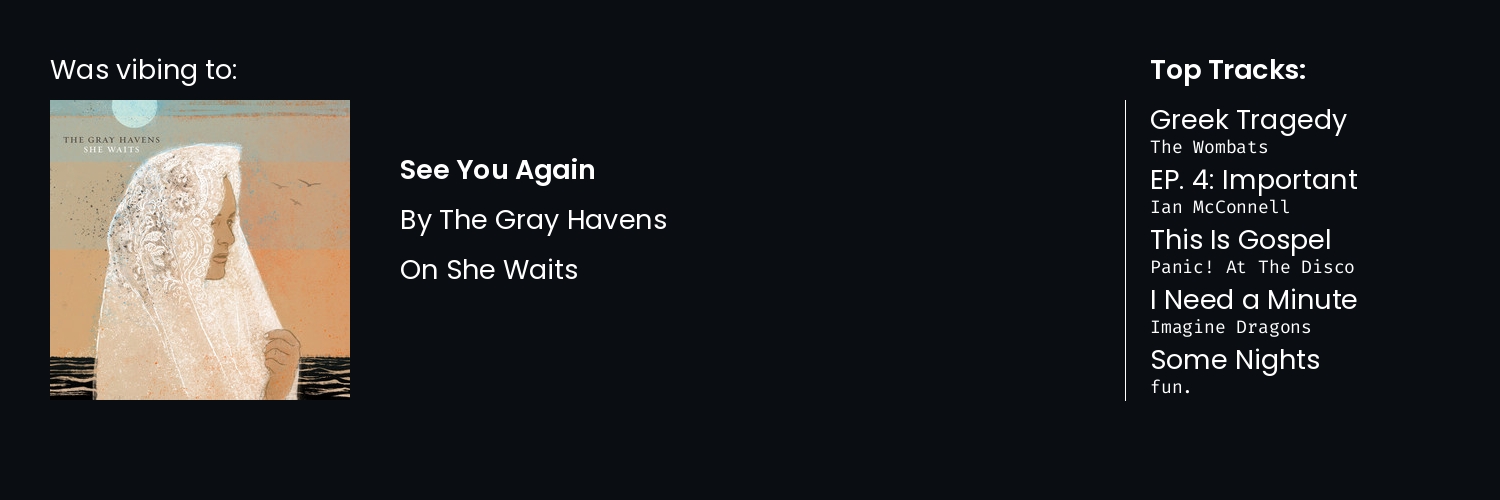 Was vibing to:
THE GRAY HAVENS
SHE WAITS
See You Again
By The Gray Havens
On She Waits
Top Tracks:
Greek Tragedy
The Wombats
EP. 4: Important
Ian McConnell
This Is Gospel
Panic! At The Disco
I Need a Minute
Imagine Dragons
Some Nights
fun.